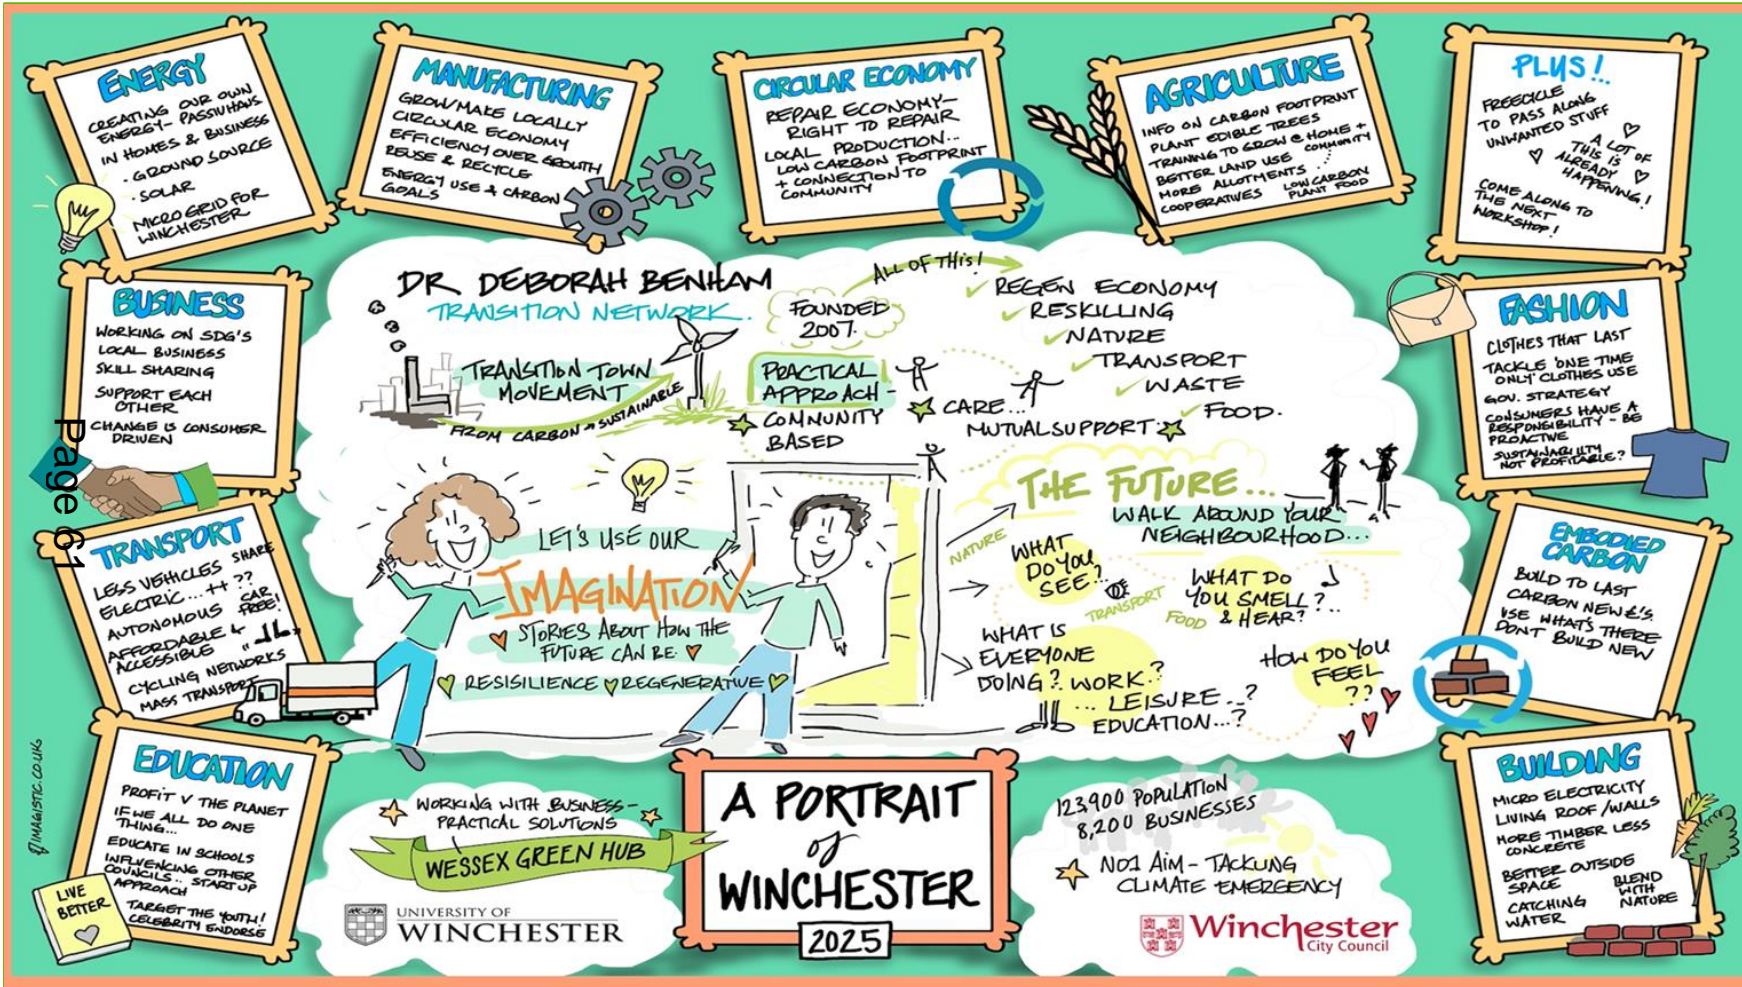 ENERGY
CREATING OUR OWN
ENERGY - PASSIVHAUS
IN HOMES & BUSINESS
· GROUND SOURCE
· SOLAR
MICRO GRID FOR
WINCHESTER
MANUFACTURING
GROW/MAKE LOCALLY
CIRCULAR ECONOMY
EFFICIENCY OVER GROWTH
REUSE & RECYCLE
ENERGY USE & CARBON
GOALS
CIRCULAR ECONOMY
REPAIR ECONOMY-
RIGHT TO REPAIR
LOCAL PRODUCTION...
LOW CARBON FOOTPRINT
+ CONNECTION TO
COMMUNITY
AGRICULTURE
INFO ON CARBON FOOTPRINT
PLANT EDIBLE TREES
TRAINING TO GROW @ HOME +
COMMUNITY
BETTER LAND USE
MORE ALLOTMENTS
COOPERATIVES
LOW CARBON
PLANT FOOD
PLUS!..
FREECICLE
TO PASS ALONG
UNWANTED STUFF
A LOT OF
THIS IS
ALREADY
HAPPENING!
COME ALONG TO
THE NEXT
WORKSHOP!
BUSINESS
WORKING ON SDG'S
LOCAL BUSINESS
SKILL SHARING
SUPPORT EACH
OTHER
CHANGE IS CONSUMER
DRIVEN
Page 61
TRANSPORT
LESS VEHICLES SHARE
ELECTRIC... ++ ??
AUTONOMOUS CAR
FREE!
AFFORDABLE &
ACCESSIBLE
CYCLING NETWORKS
MASS TRANSPORT
EDUCATION
PROFIT V THE PLANET
IF WE ALL DO ONE
THING...
EDUCATE IN SCHOOLS
INFLUENCING OTHER
COUNCILS.. START UP
APPROACH
TARGET THE YOUTH!
CELEBRITY ENDORSE
LIVE
BETTER
IMAGISTIC.CO.UK
DR DEBORAH BENHAM
TRANSITION NETWORK.
FOUNDED
2007.
ALL OF THIS!
REGEN ECONOMY
RESKILLING
NATURE
TRANSPORT
WASTE
FOOD.
TRANSITION TOWN
MOVEMENT
FROM CARBON → SUSTAINABLE
PRACTICAL
APPROACH -
COMMUNITY
BASED
CARE...
MUTUAL SUPPORT
LET'S USE OUR
IMAGINATION
STORIES ABOUT HOW THE
FUTURE CAN BE
RESISILIENCE
REGENERATIVE
THE FUTURE...
WALK AROUND YOUR
NEIGHBOURHOOD...
NATURE
WHAT
DO YOU
SEE?
TRANSPORT
FOOD
WHAT DO
YOU SMELL?
& HEAR?
WHAT IS
EVERYONE
DOING? WORK..?
... LEISURE..?
EDUCATION...?
HOW DO YOU
FEEL
??
FASHION
CLOTHES THAT LAST
TACKLE 'ONE TIME
ONLY' CLOTHES USE
GOV. STRATEGY
CONSUMERS HAVE A
RESPONSIBILITY - BE
PROACTIVE
SUSTAINABILITY
NOT PROFITABLE?
EMBODIED
CARBON
BUILD TO LAST
CARBON NEW £'S.
USE WHAT'S THERE
DONT BUILD NEW
BUILDING
MICRO ELECTRICITY
LIVING ROOF/WALLS
MORE TIMBER LESS
CONCRETE
BETTER OUTSIDE
SPACE
CATCHING
WATER
BLEND
WITH
NATURE
WORKING WITH BUSINESS -
PRACTICAL SOLUTIONS
WESSEX GREEN HUB
UNIVERSITY OF
WINCHESTER
A PORTRAIT
of
WINCHESTER
2025
123900 POPULATION
8,200 BUSINESSES
NO1 AIM - TACKLING
CLIMATE EMERGENCY
Winchester
City Council